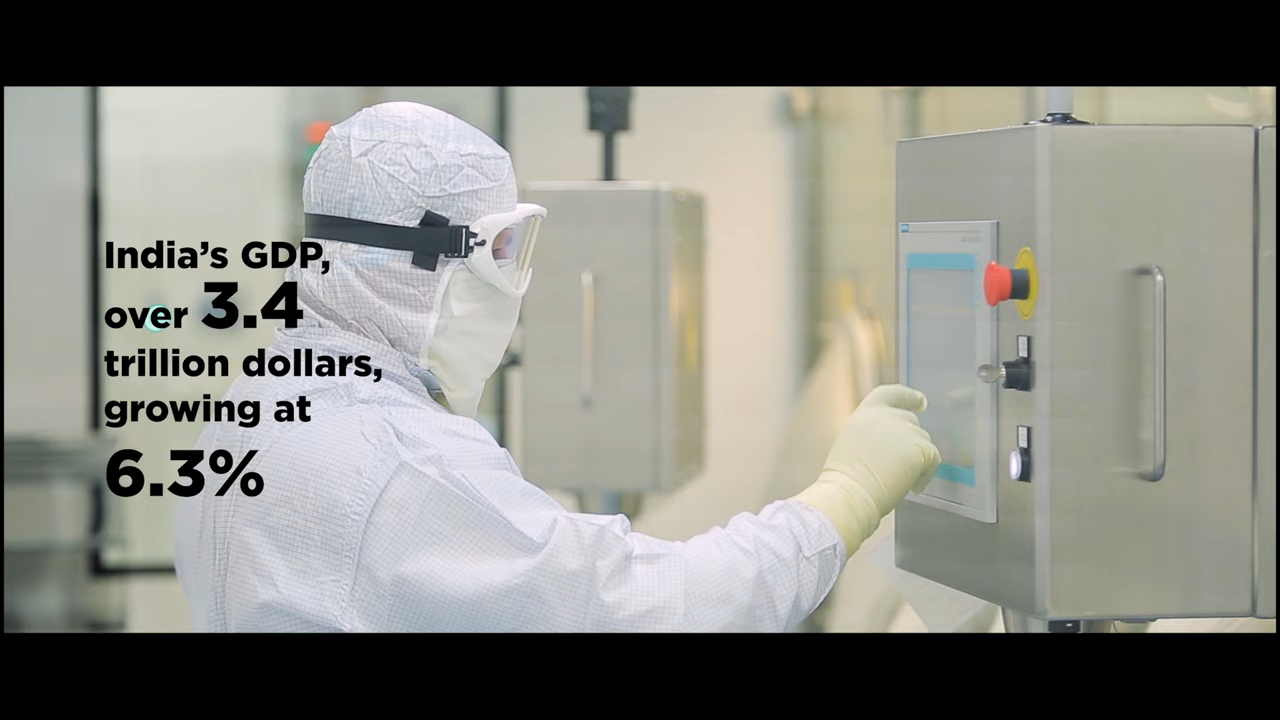 India’s GDP,
over 3.4
trillion dollars,
growing at
6.3%